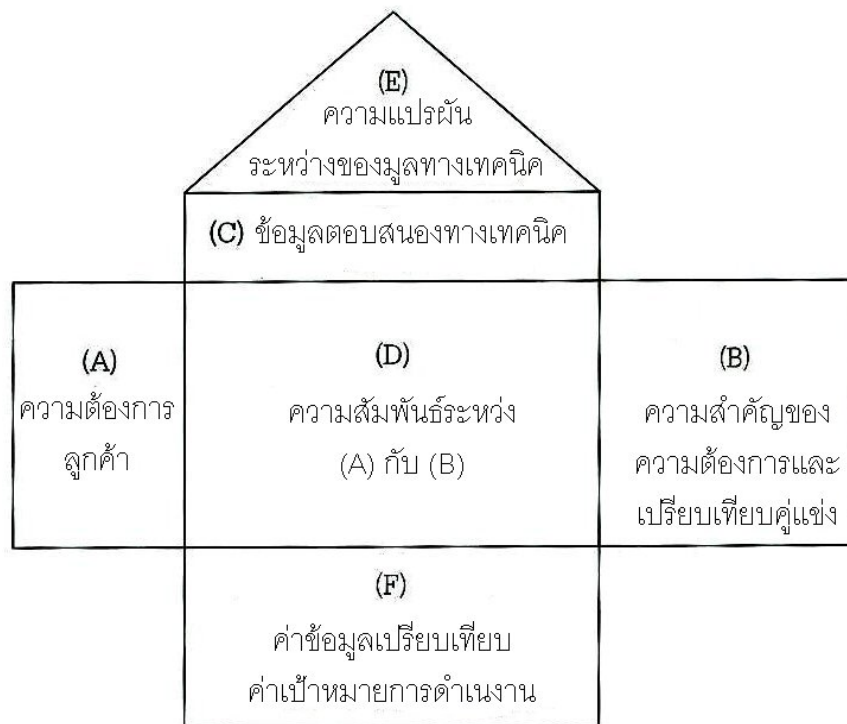 (E)
ความแปรผัน
ระหว่างของมูลทางเทคนิค
(C) ข้อมูลตอบสนองทางเทคนิค
(A)
ความต้องการ
ลูกค้า
(D)
ความสัมพันธ์ระหว่ง
(A) กับ (B)
(B)
ความสำคัญของ
ความต้องการและ
เปรียบเทียบคู่แข่ง
(F)
ค่าข้อมูลเปรียบเทียบ
ค่าเป้าหมายการดำเนงาน